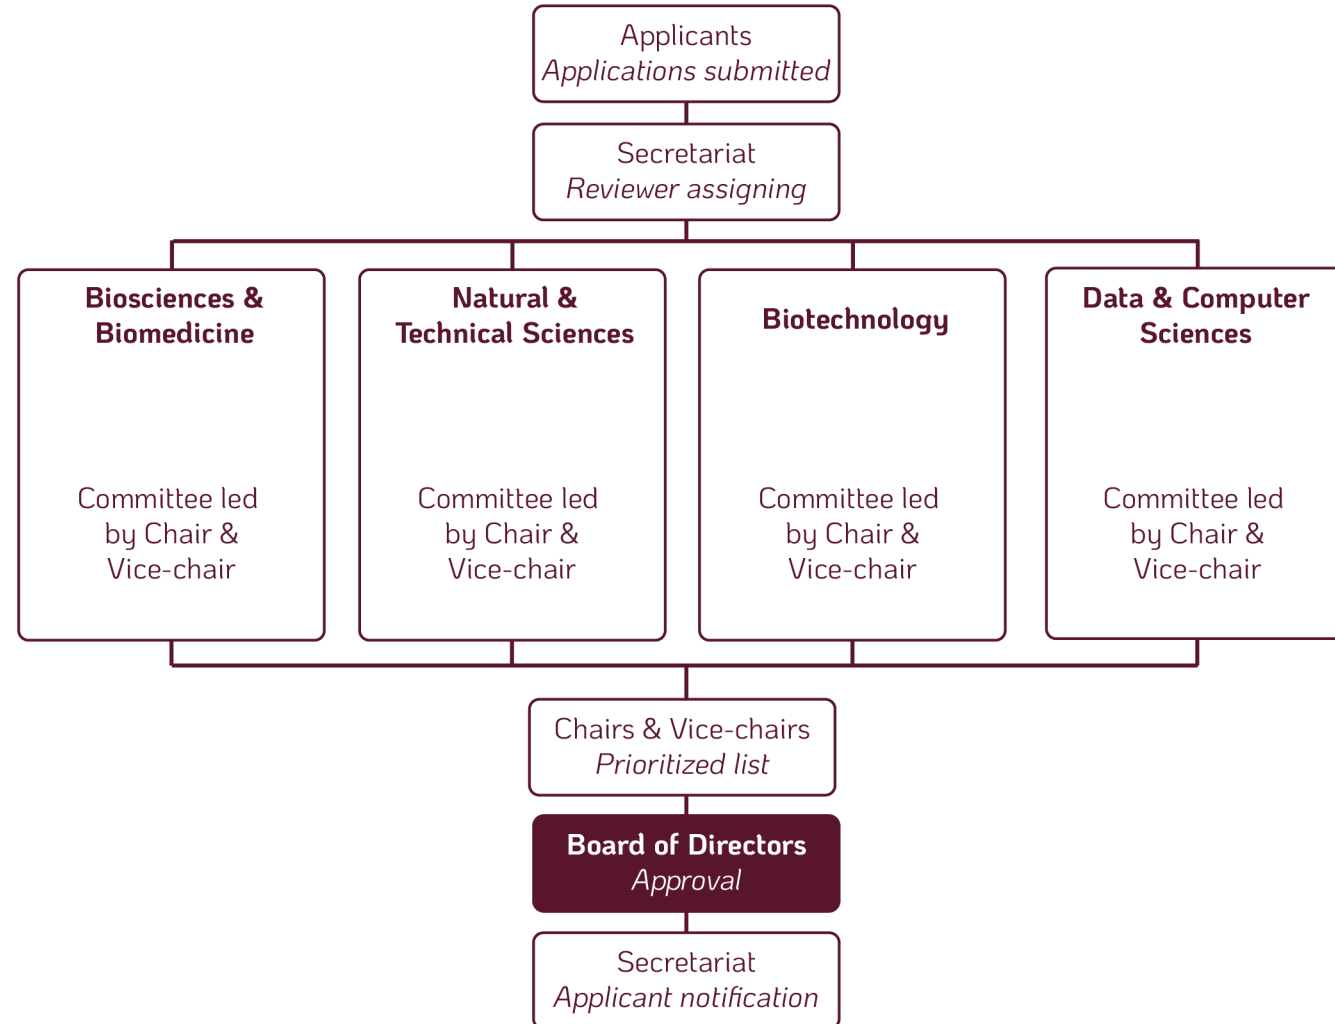 Applicants
Applications submitted
Secretariat
Reviewer assigning
Biosciences &
Biomedicine
Committee led
by Chair &
Vice-chair
Natural &
Technical Sciences
Committee led
by Chair &
Vice-chair
Biotechnology
Committee led
by Chair &
Vice-chair
Data & Computer
Sciences
Committee led
by Chair &
Vice-chair
Chairs & Vice-chairs
Prioritized list
Board of Directors
Approval
Secretariat
Applicant notification